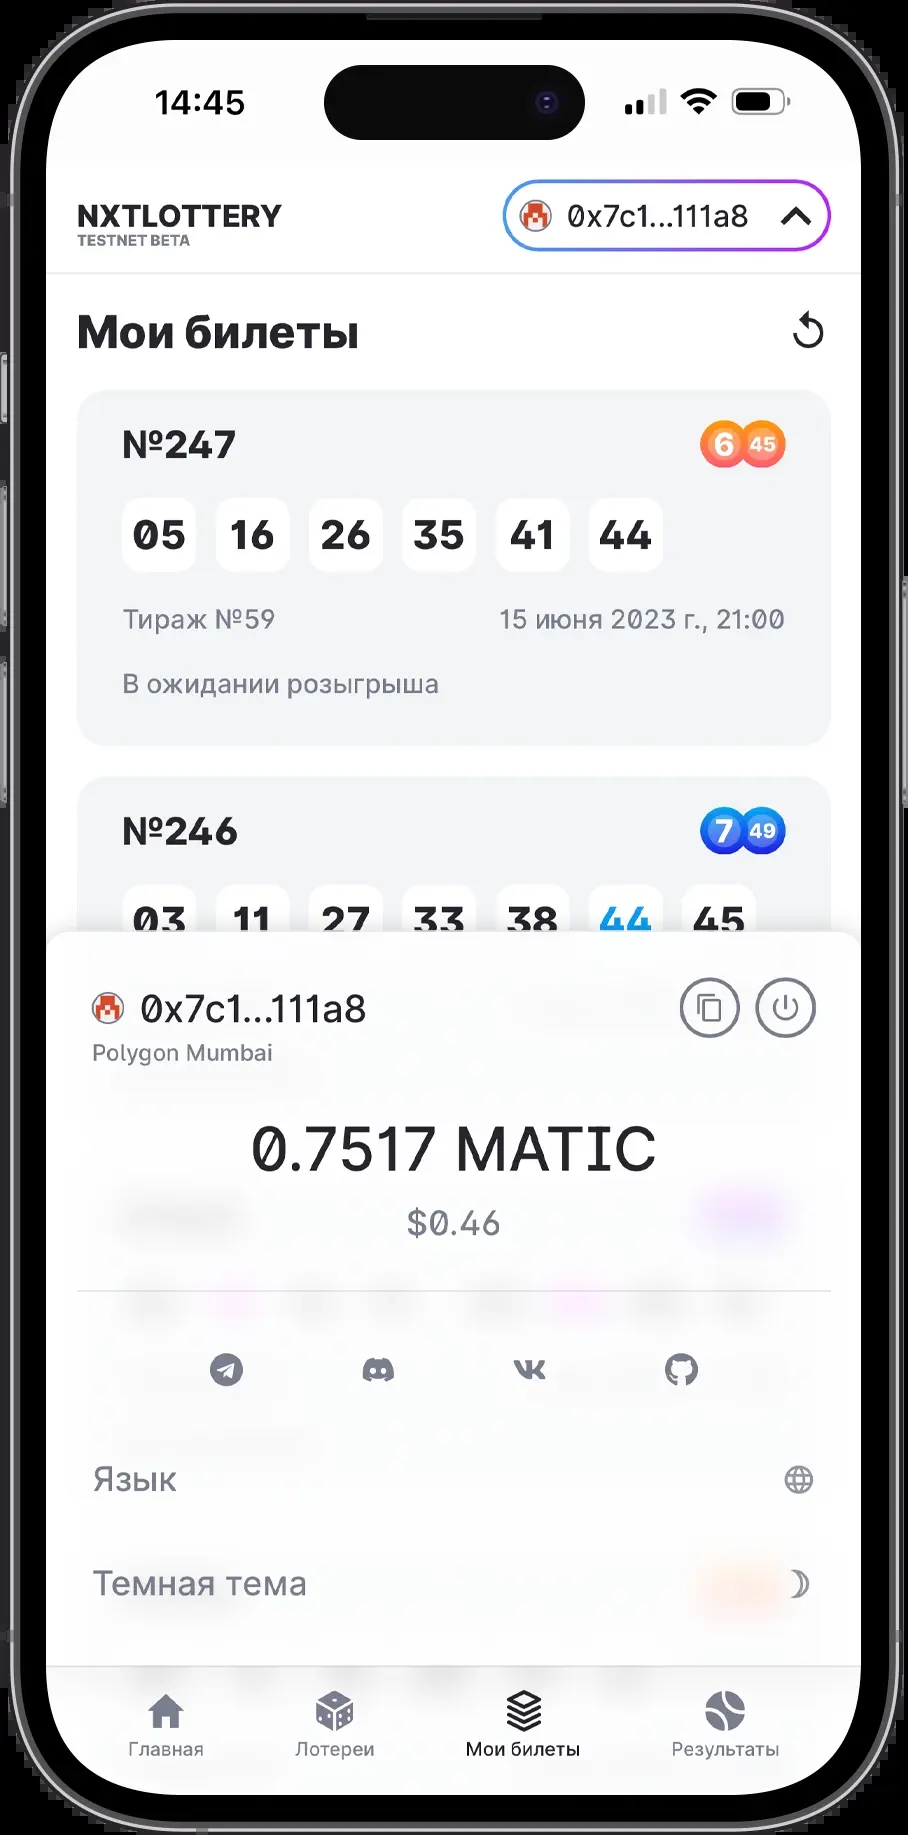 14:45
NXTLOTTERY
TESTNET BETA
0x7c1...111a8
Мои билеты
№247
6 45
05 16 26 35 41 44
Тираж №59
15 июня 2023 г., 21:00
В ожидании розыгрыша
№246
7 49
03 11 27 33 38 44 45
0x7c1...111a8
Polygon Mumbai
0.7517 MATIC
$0.46
Язык
Темная тема
Главная
Лотереи
Мои билеты
Результаты